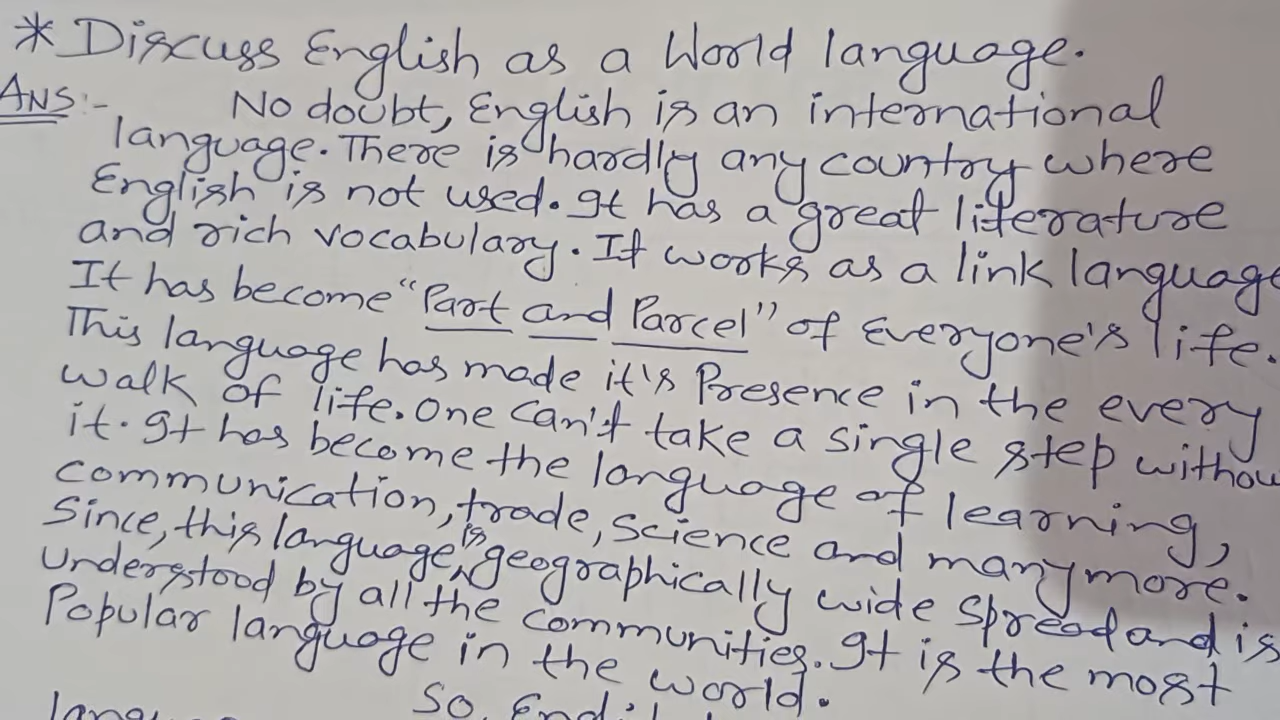 * Discuss English as a World language.
Ans:- No doubt, English is an international
language. There is hardly any country where
English is not used. It has a great literature
and rich vocabulary. It works as a link language
It has become "Part and Parcel" of Everyone's life.
This language has made it's Presence in the every
walk of life. One can't take a single step withou
it. It has become the language of learning,
communication, trade, science and many more.
Since, this language is geographically wide spread and is
understood by all the communities. It is the most
Popular language in the world.
So,